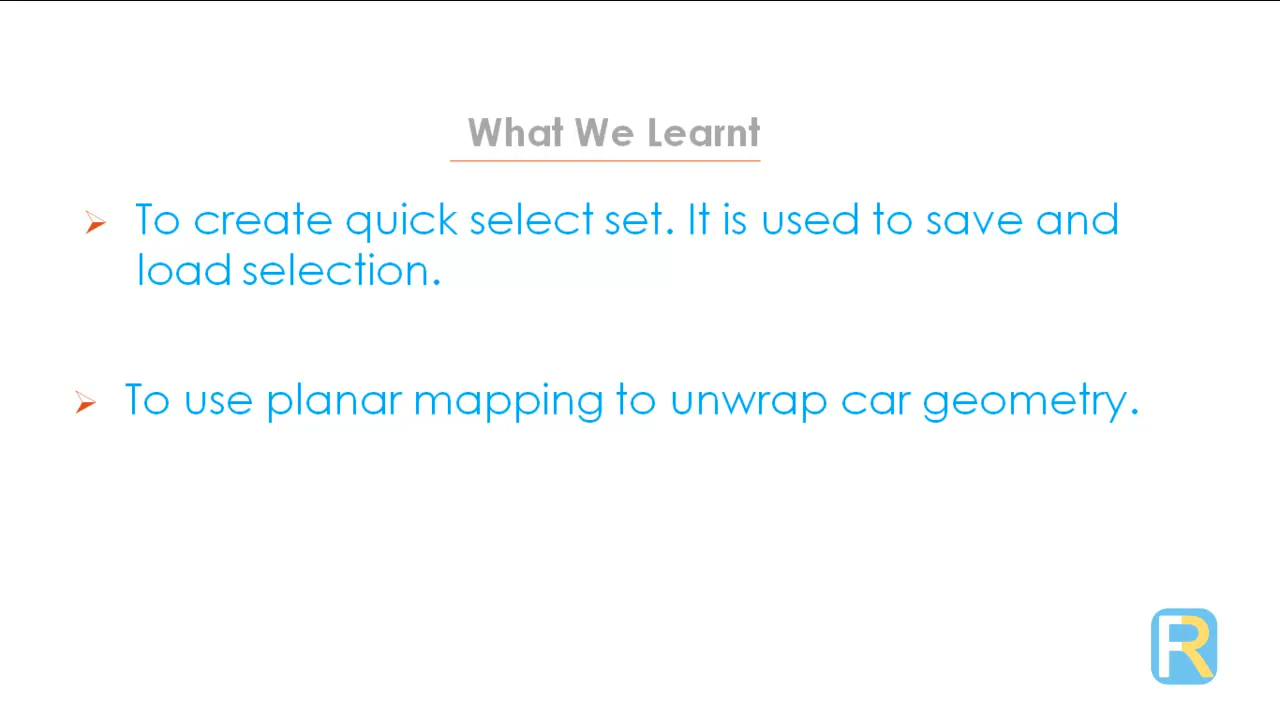 What We Learnt
To create quick select set. It is used to save and
load selection.
To use planar mapping to unwrap car geometry.
FR